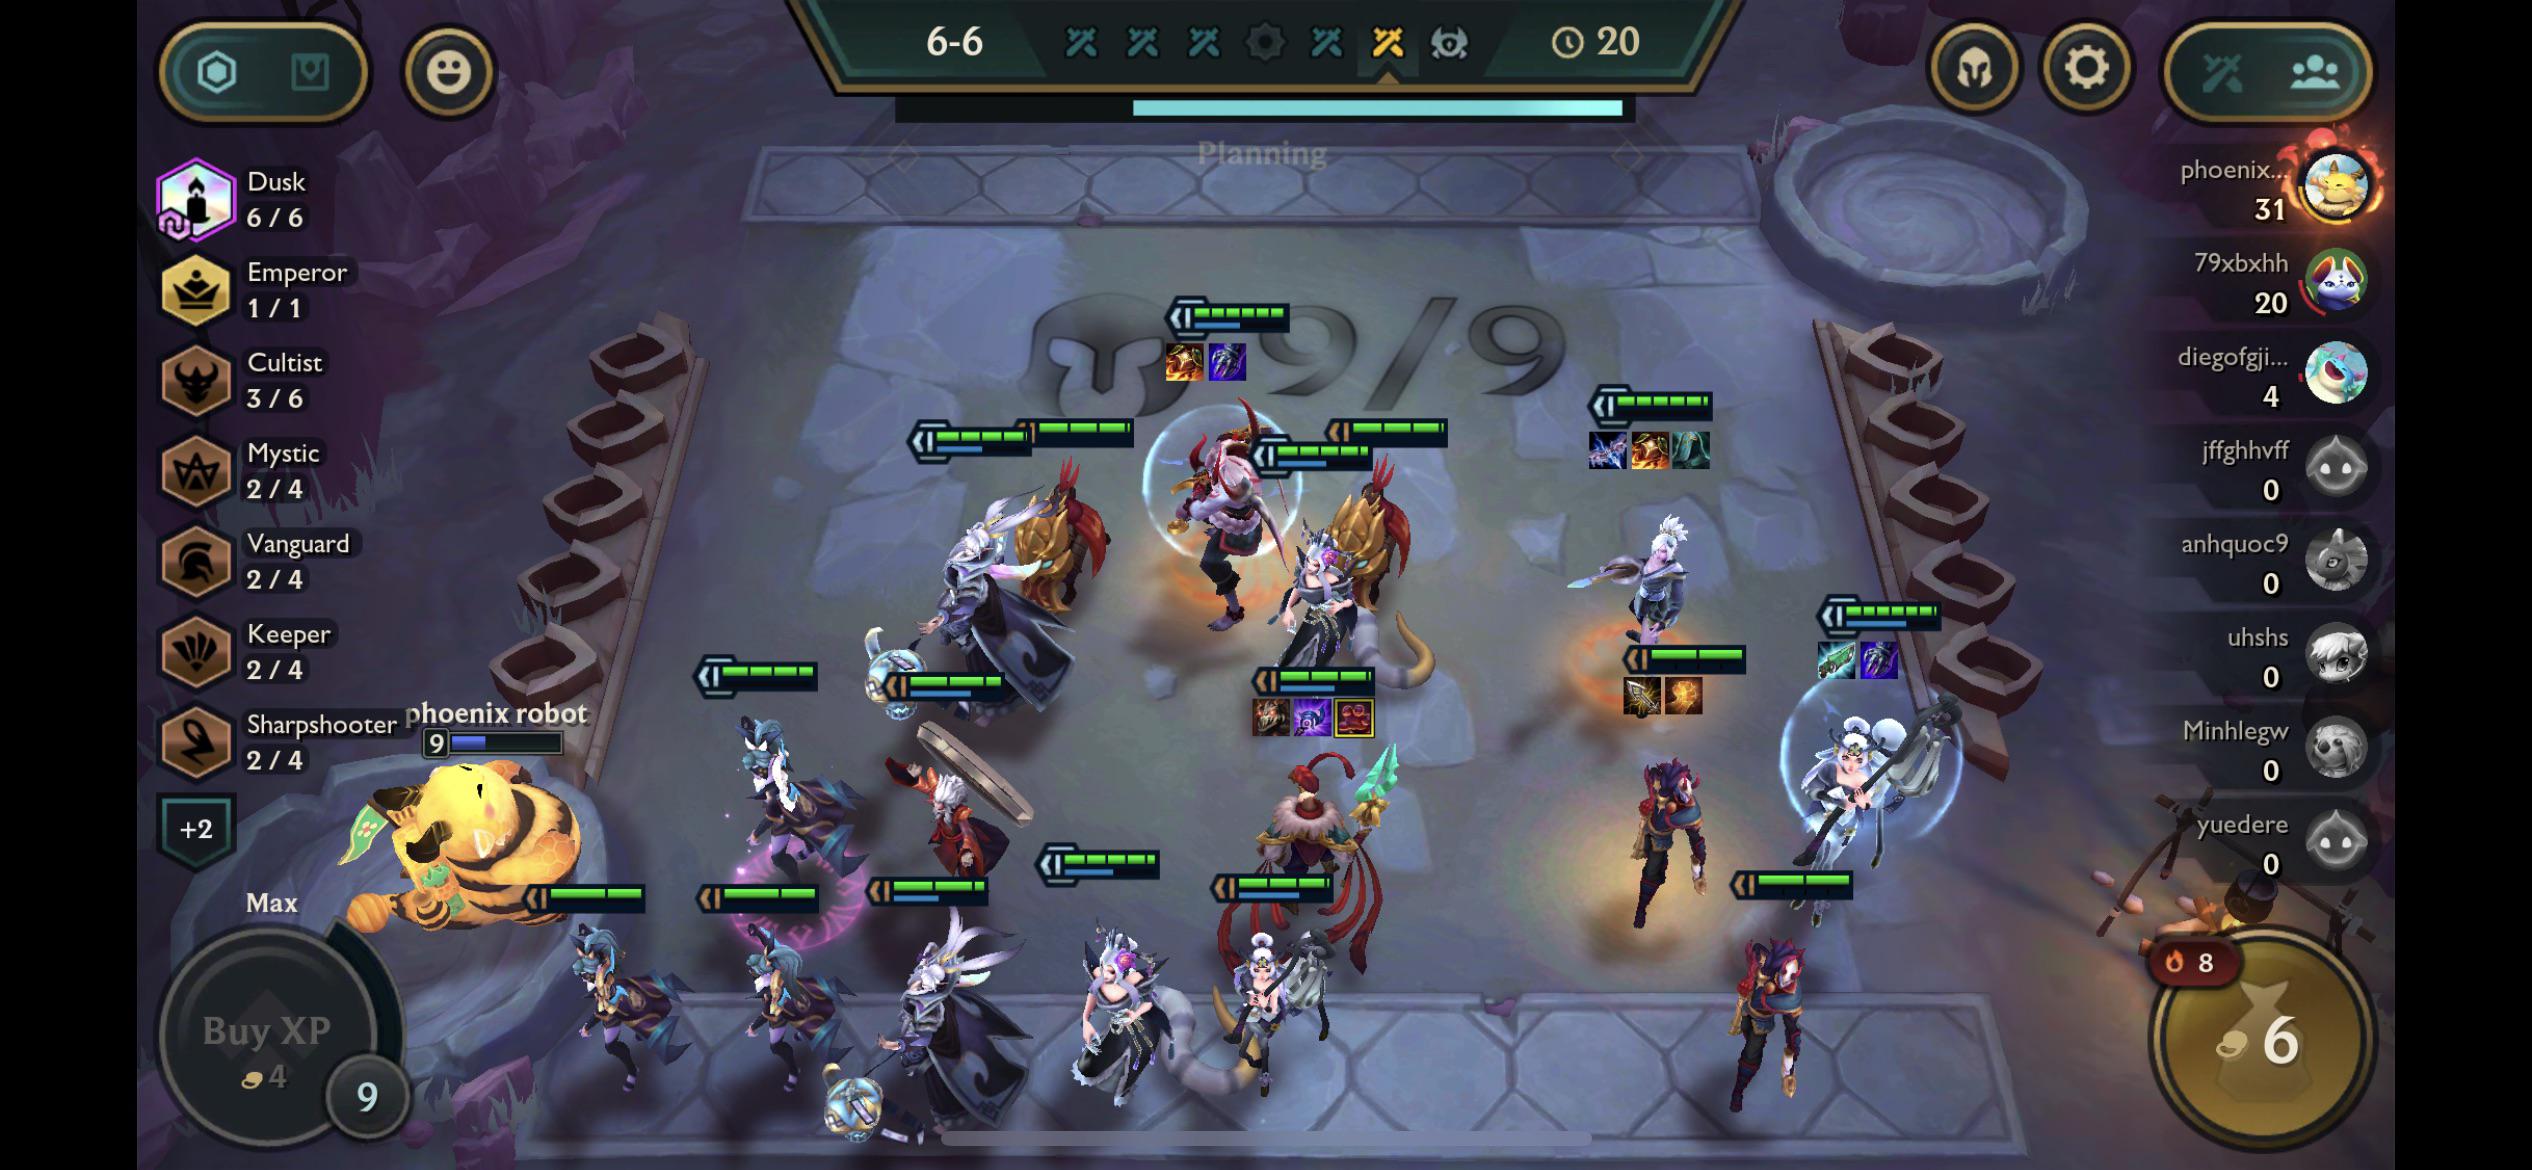 6-6
20
Planning
9/9
Dusk
6 / 6
Emperor
1 / 1
Cultist
3 / 6
Mystic
2 / 4
Vanguard
2 / 4
Keeper
2 / 4
Sharpshooter
2 / 4
+2
phoenix robot
9
Max
Buy XP
4
9
phoenix...
31
79xbxhh
20
diegofgji...
4
jffghhvff
0
anhquoc9
0
uhshs
0
Minhlegw
0
yuedere
0
8
6